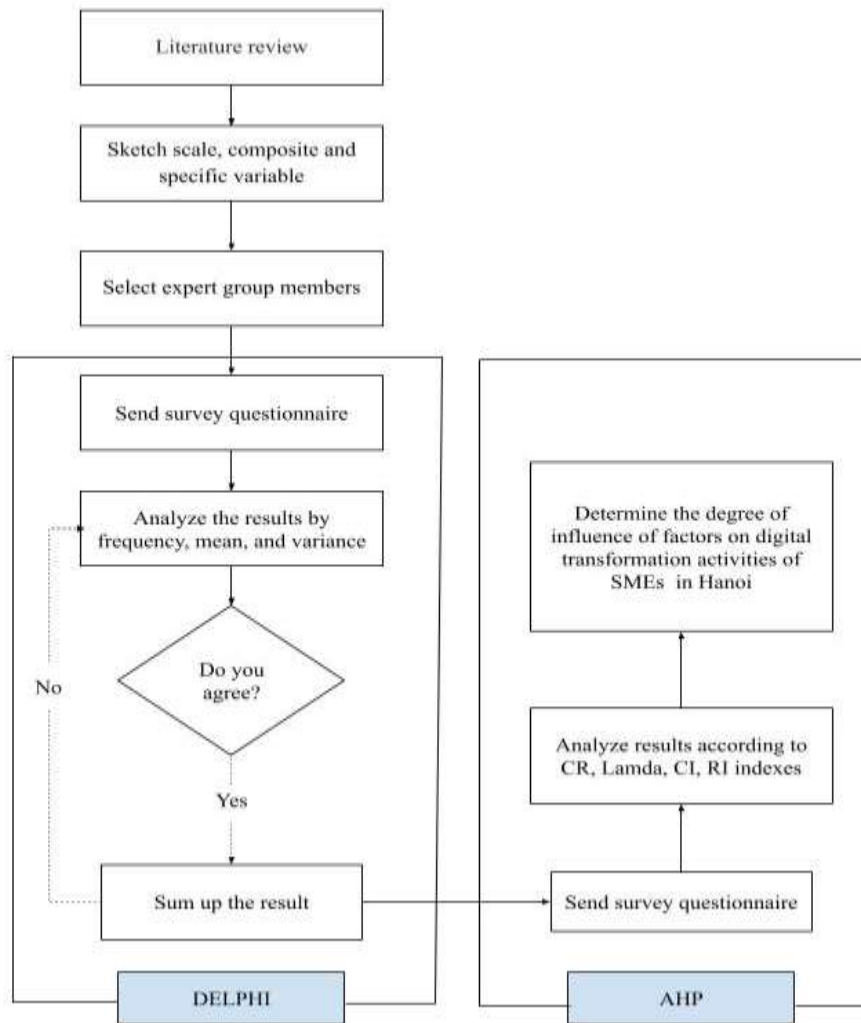 Literature review
Sketch scale, composite and
specific variable
Select expert group members
Send survey questionnaire
Analyze the results by
frequency, mean, and variance
Do you
agree?
No
Yes
Sum up the result
DELPHI
Determine the degree of
influence of factors on digital
transformation activities of
SMEs in Hanoi
Analyze results according to
CR, Lamda, CI, RI indexes
Send survey questionnaire
AHP